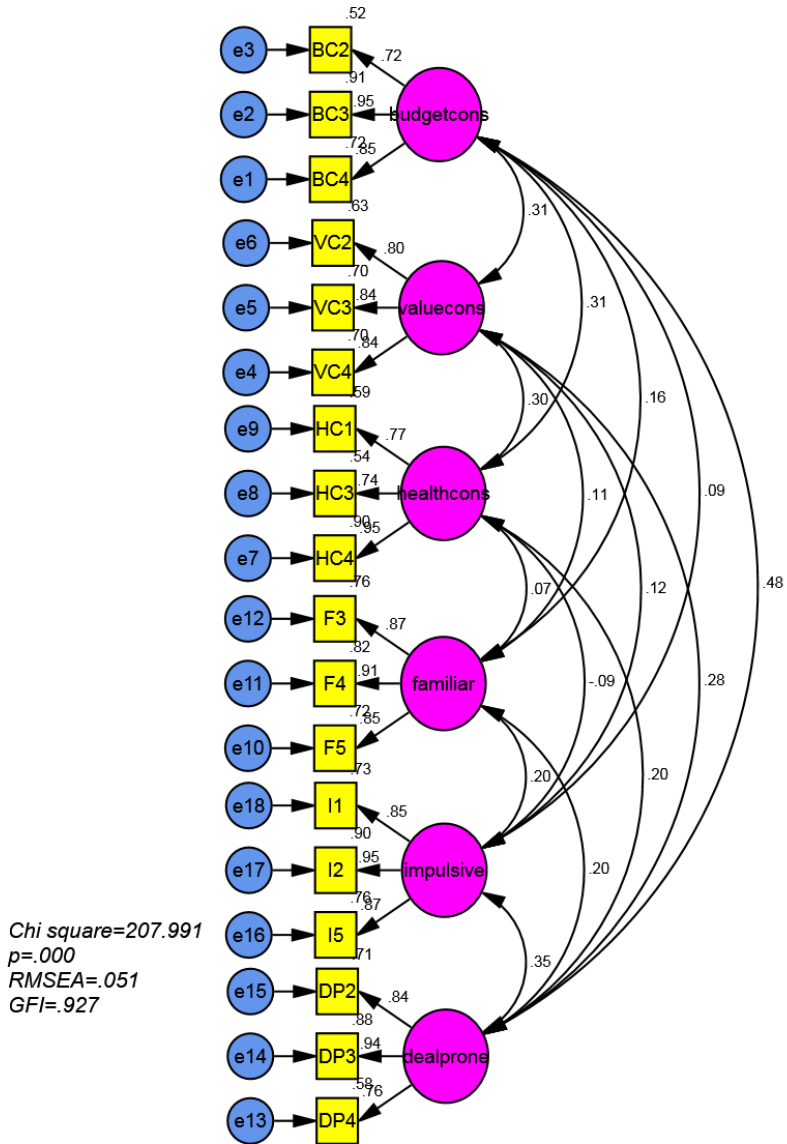 .52
e3 BC2 .72
.91
e2 BC3 .95 budgetcons
.72
e1 BC4 .85
.63
.31
e6 VC2 .80
.70
e5 VC3 .84 valuecons .31
.70
e4 VC4 .84
.59
.30 .16
e9 HC1 .77
.54
e8 HC3 .74 healthcons .11 .09
.90
e7 HC4 .95
.76
.07 .12 .48
e12 F3 .87
.82
e11 F4 .91 familiar -.09 .28
.72
e10 F5 .85
.73
.20 .20
e18 I1 .85
.90
e17 I2 .95 impulsive .20
.76
e16 I5 .87
.71
.35
Chi square=207.991
p=.000
RMSEA=.051
GFI=.927
e15 DP2 .84
.88
e14 DP3 .94 dealprone
.58
e13 DP4 .76